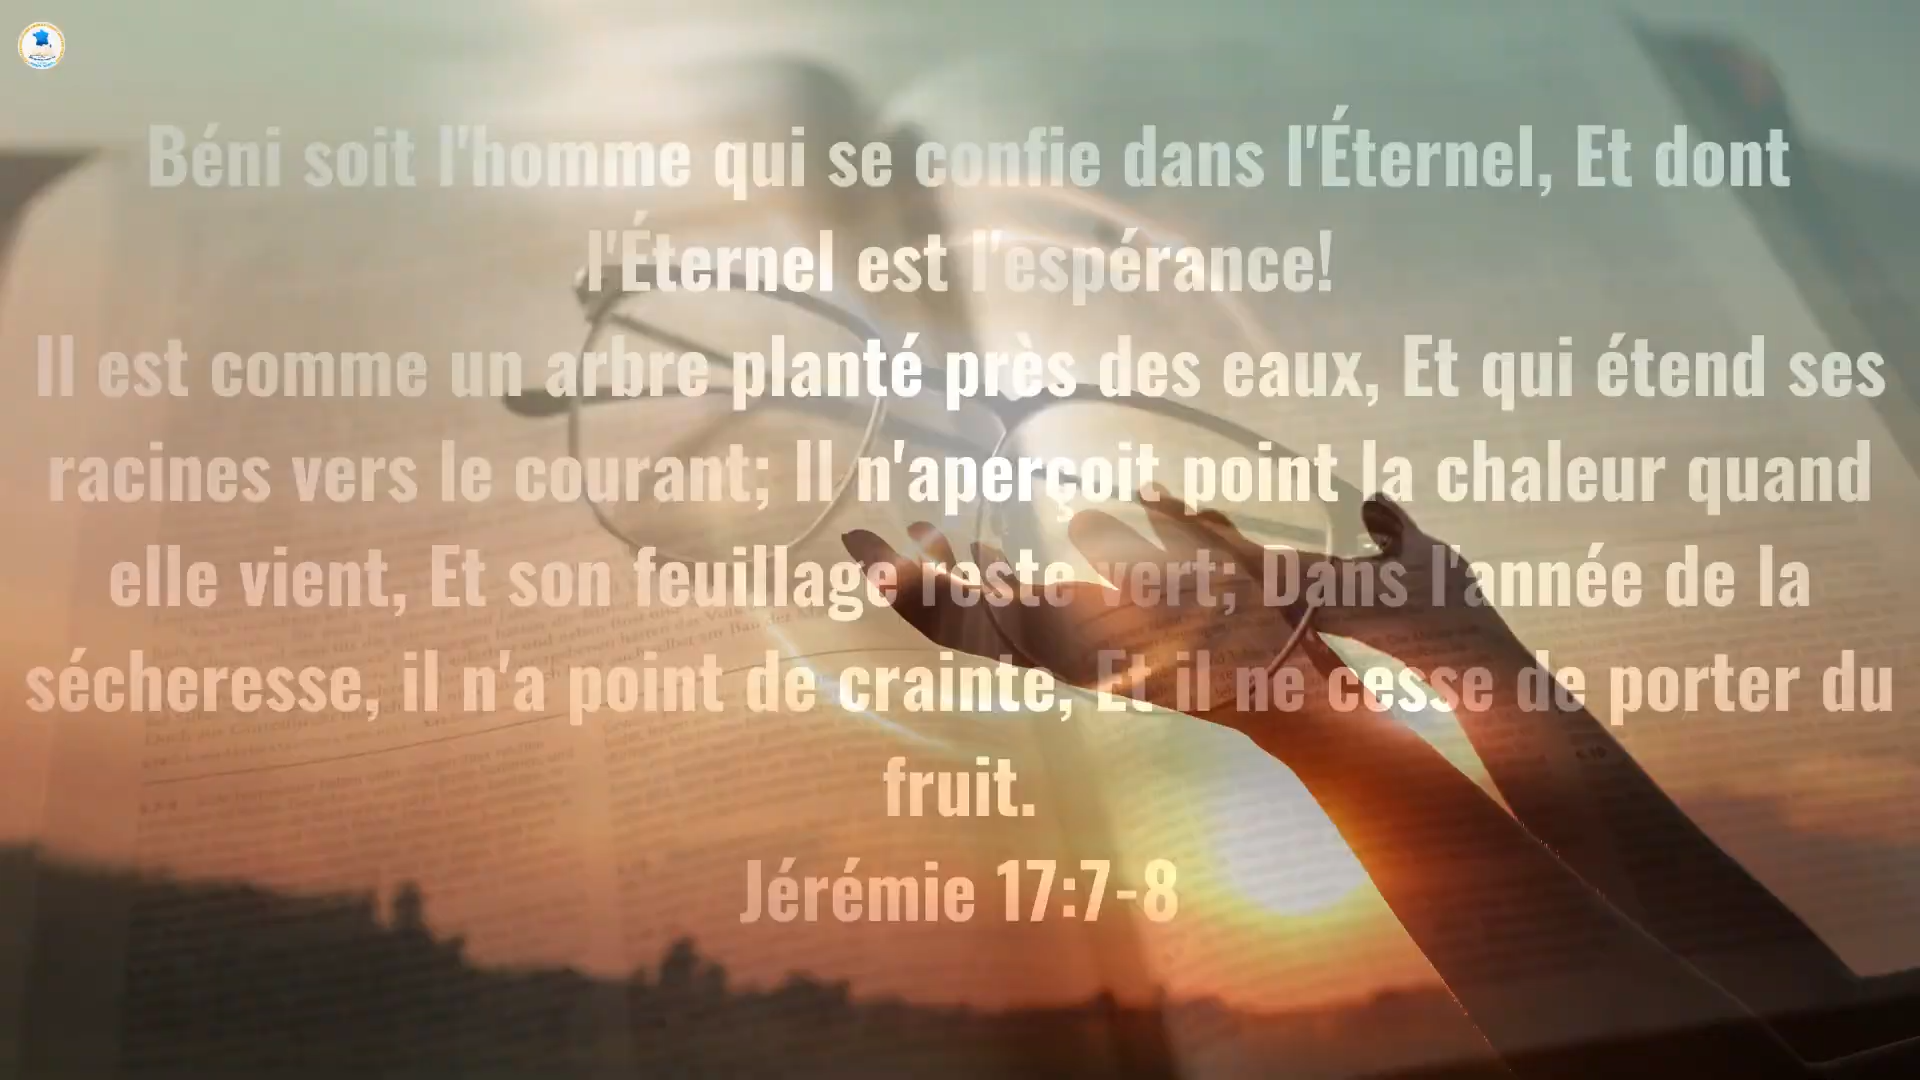 Béni soit l'homme qui se confie dans l'Éternel, Et dont
l'Éternel est l'espérance!
Il est comme un arbre planté près des eaux, Et qui étend ses
racines vers le courant; Il n'aperçoit point la chaleur quand
elle vient, Et son feuillage reste vert; Dans l'année de la
sécheresse, il n'a point de crainte, Et il ne cesse de porter du
fruit.
Jérémie 17:7-8